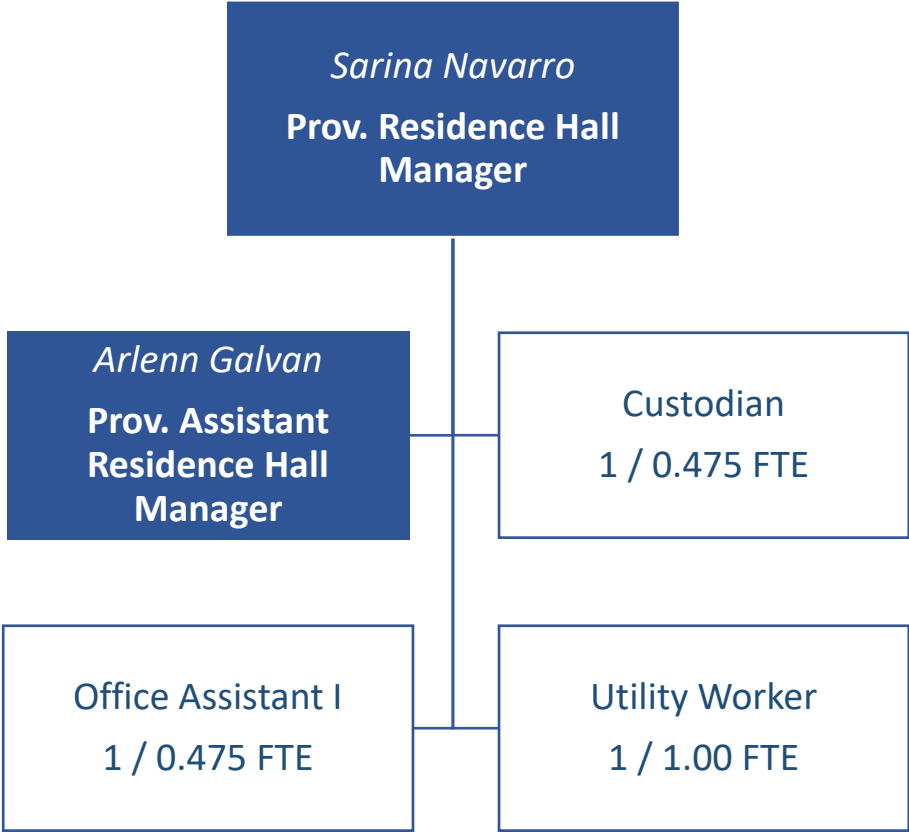 Sarina Navarro
Prov. Residence Hall
Manager
Arlenn Galvan
Prov. Assistant
Residence Hall
Manager
Custodian
1 / 0.475 FTE
Office Assistant I
1 / 0.475 FTE
Utility Worker
1 / 1.00 FTE